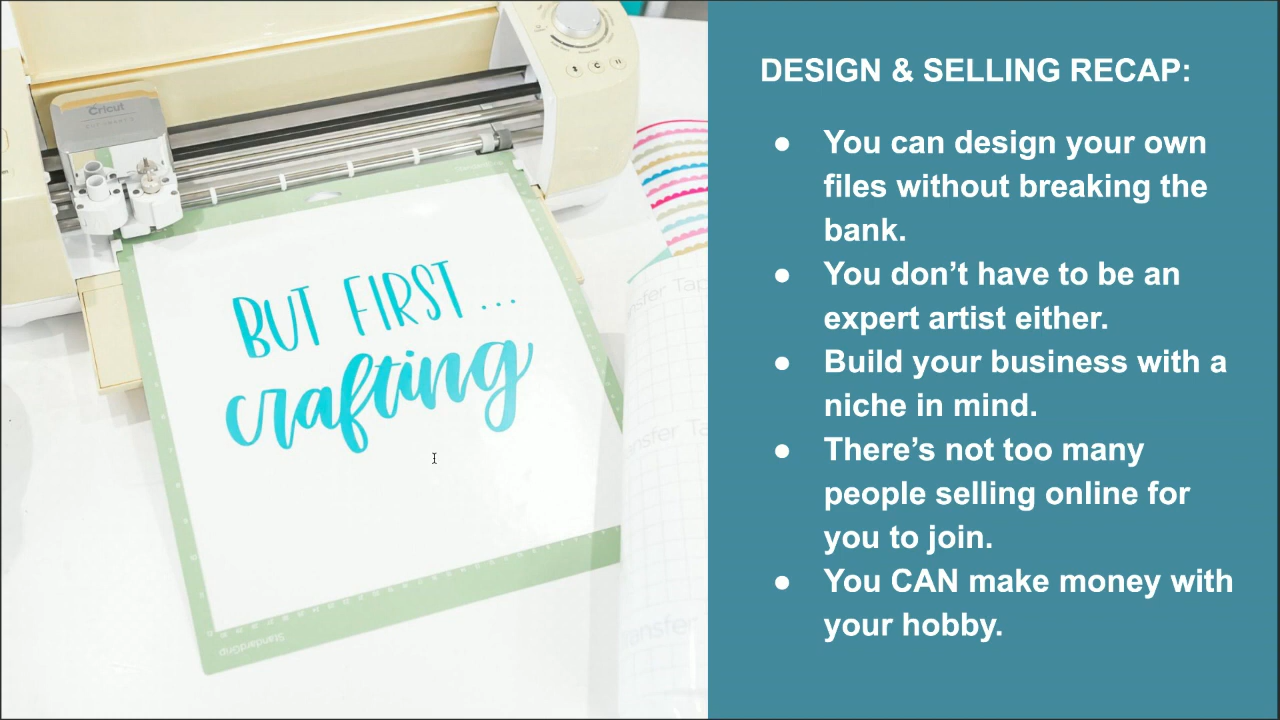 Cricut
BUT FIRST...
crafting
StandardGrip
DESIGN & SELLING RECAP:
● You can design your own
files without breaking the
bank.
● You don’t have to be an
expert artist either.
● Build your business with a
niche in mind.
● There’s not too many
people selling online for
you to join.
● You CAN make money with
your hobby.